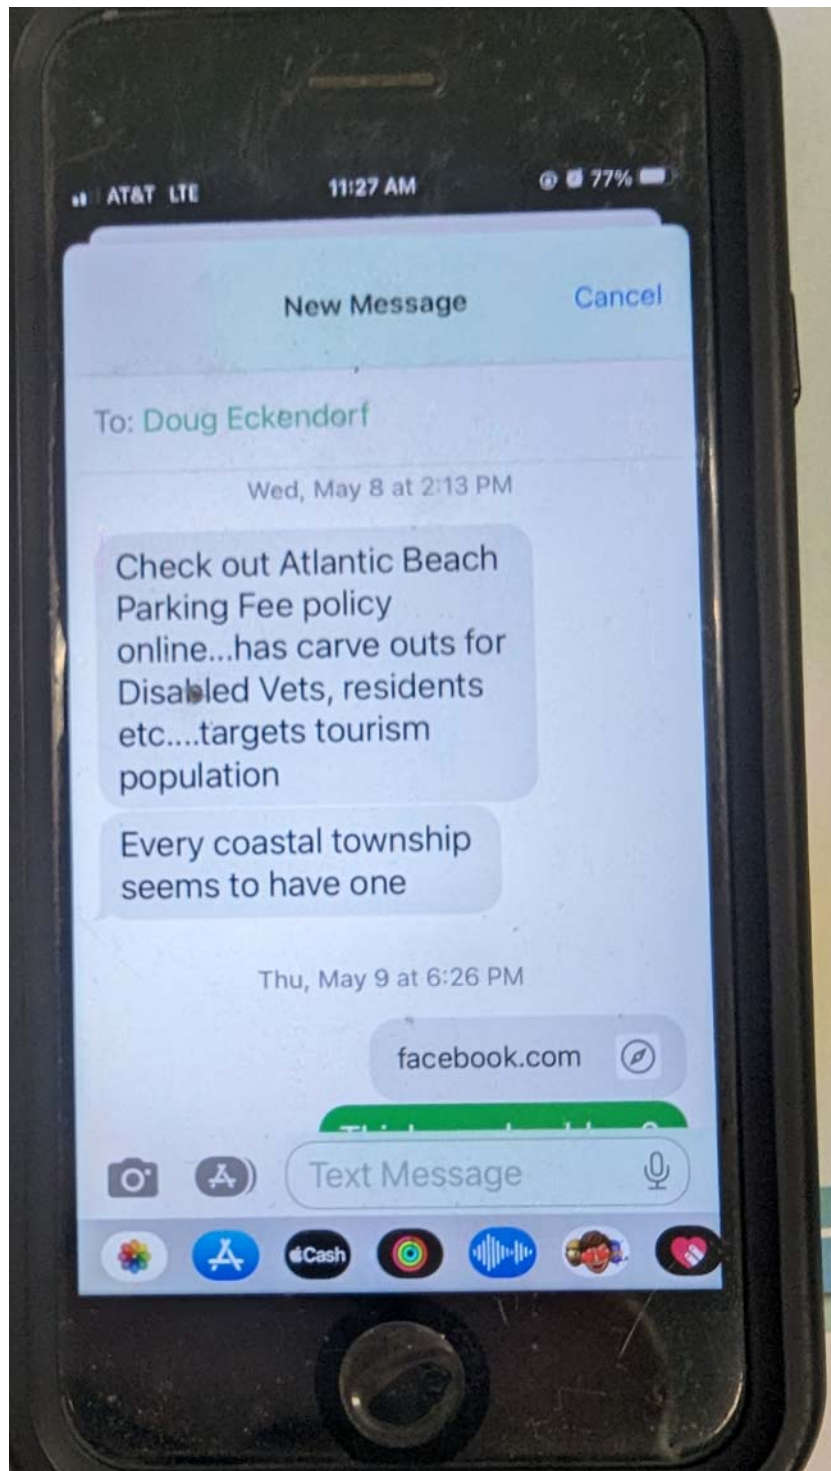 AT&T LTE
11:27 AM
77%
New Message
Cancel
To: Doug Eckendorf
Wed, May 8 at 2:13 PM
Check out Atlantic Beach
Parking Fee policy
online...has carve outs for
Disabled Vets, residents
etc....targets tourism
population
Every coastal township
seems to have one
Thu, May 9 at 6:26 PM
facebook.com
Text Message
Cash